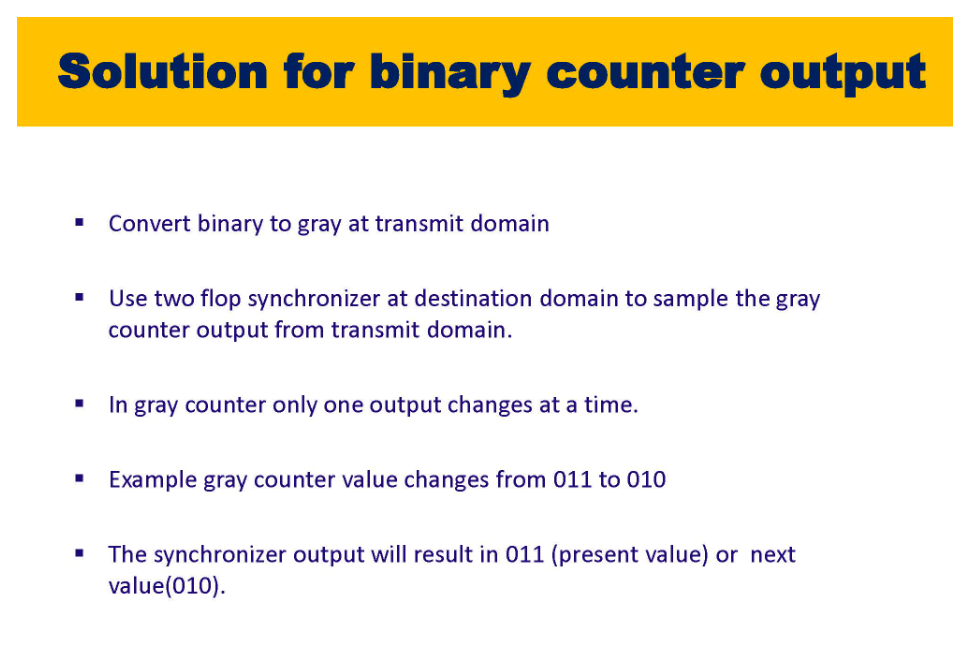 Solution for binary counter output
▪ Convert binary to gray at transmit domain
▪ Use two flop synchronizer at destination domain to sample the gray
counter output from transmit domain.
▪ In gray counter only one output changes at a time.
▪ Example gray counter value changes from 011 to 010
▪ The synchronizer output will result in 011 (present value) or next
value(010).